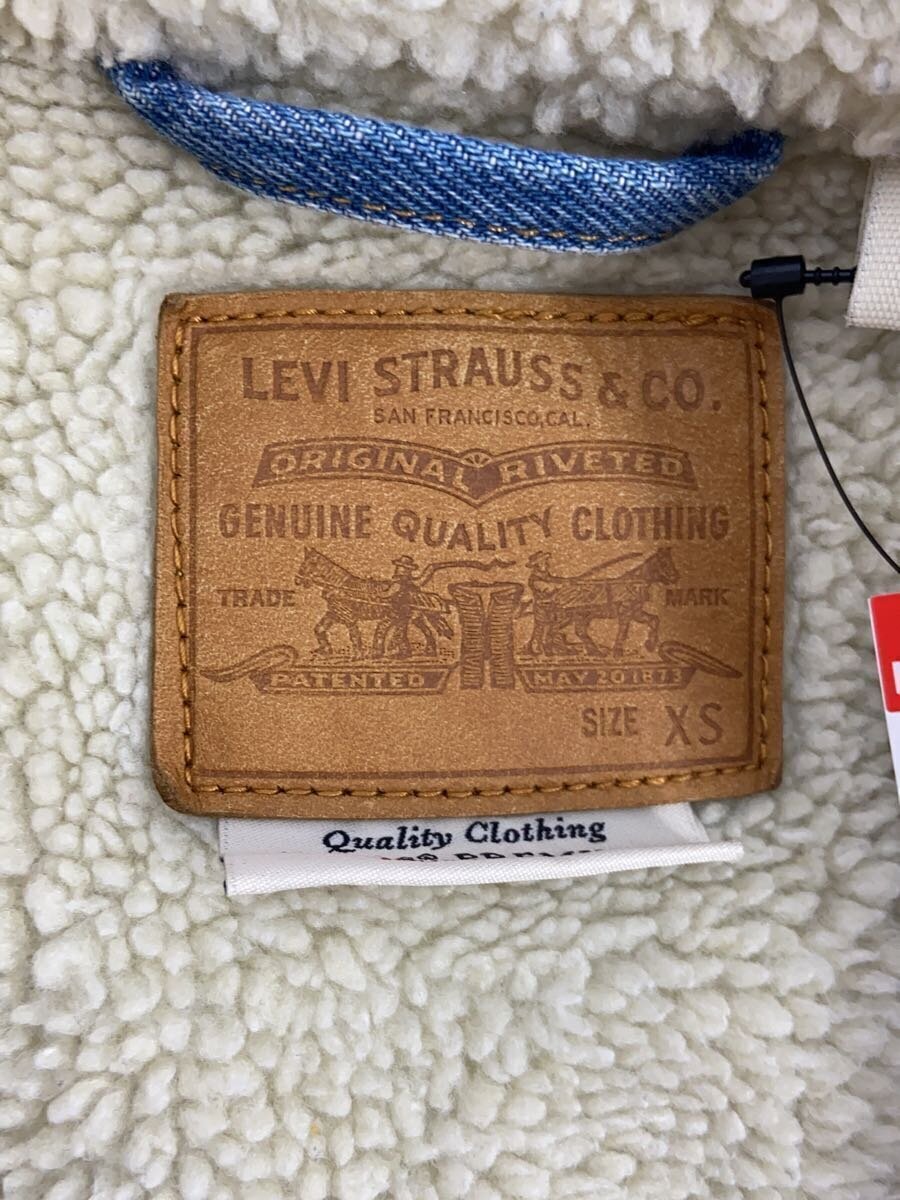 LEVI STRAUSS & CO.
SAN FRANCISCO, CAL.
ORIGINAL RIVETED
GENUINE QUALITY CLOTHING
TRADE MARK
PATENTED MAY 20 1873
SIZE XS
Quality Clothing